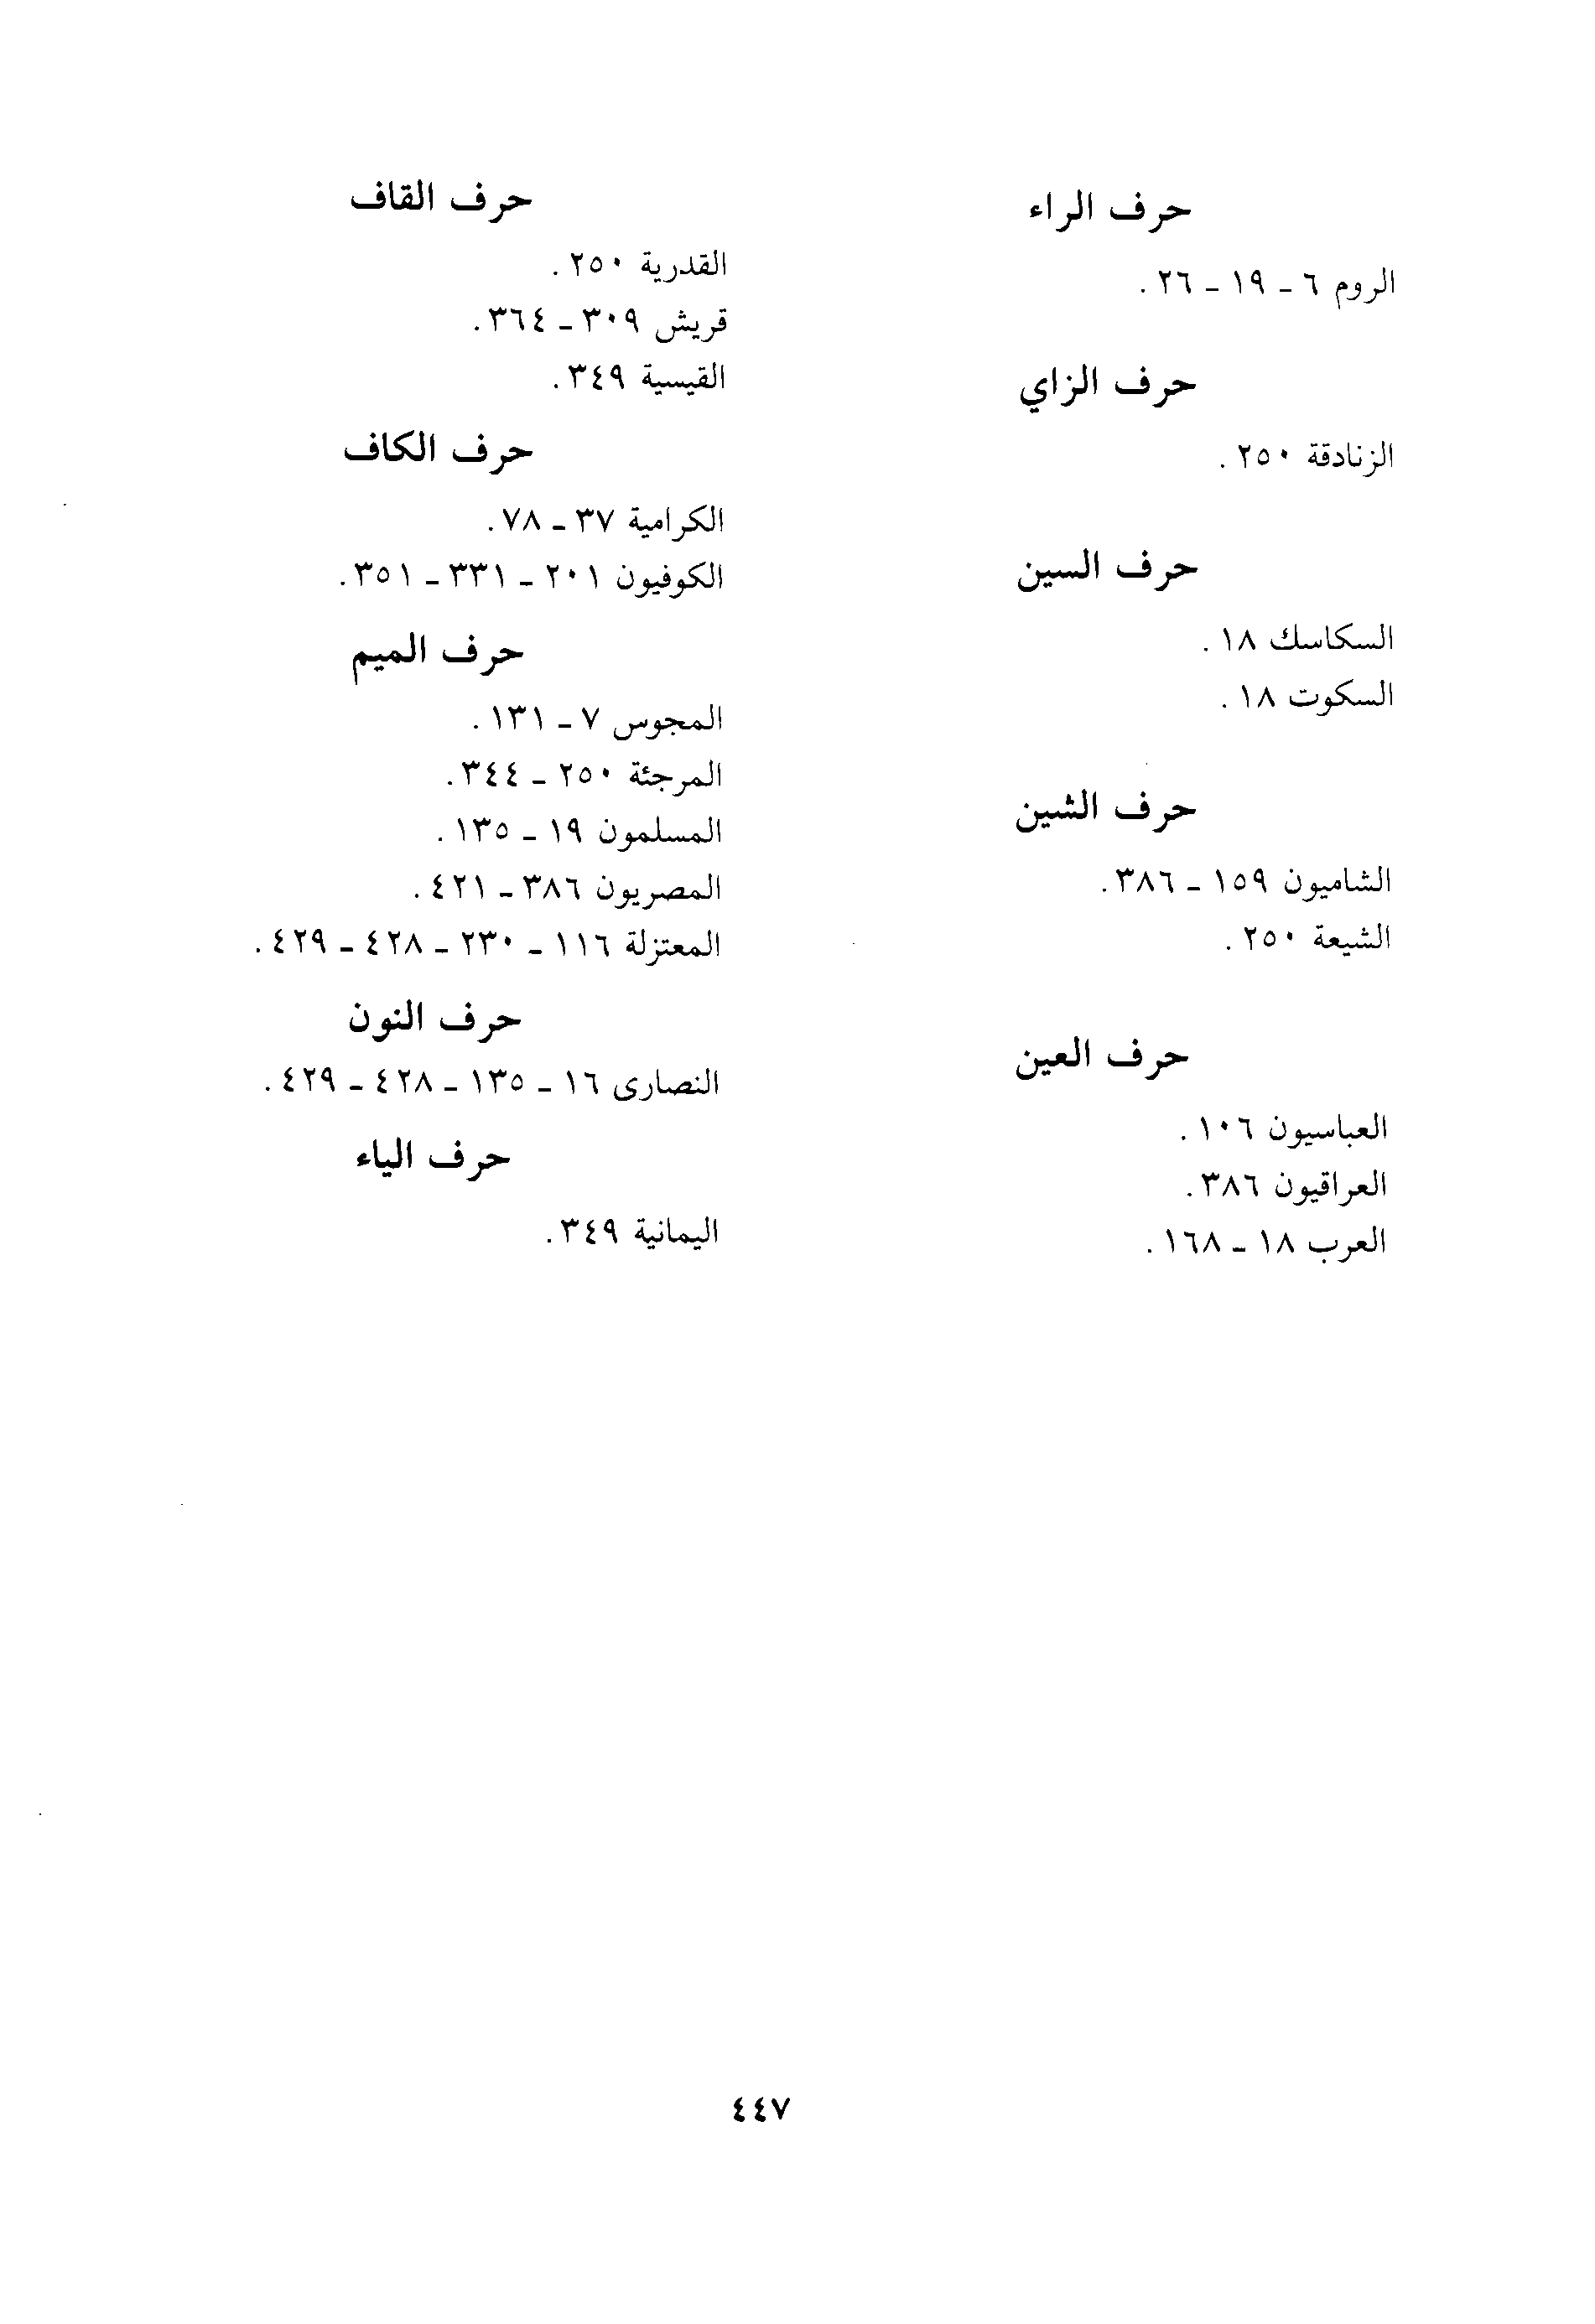 حرف الراء
الروم ٦ - ١٩ - ٢٦ .
حرف الزاي
الزنادقة ٢٥٠ .
حرف السين
السكاسك ١٨ .
السكوت ١٨ .
حرف الشين
الشاميون ١٥٩ - ٣٨٦ .
الشيعة ٢٥٠ .
حرف العين
العباسيون ١٠٦ .
العراقيون ٣٨٦ .
العرب ١٨ - ١٦٨ .
حرف القاف
القدرية ٢٥٠ .
قريش ٣٠٩ - ٣٦٤ .
القيسية ٣٤٩ .
حرف الكاف
الكرامية ٣٧ - ٧٨ .
الكوفيون ٢٠١ - ٣٣١ - ٣٥١ .
حرف الميم
المجوس ٧ - ١٣١ .
المرجئة ٢٥٠ - ٣٤٤ .
المسلمون ١٩ - ١٣٥ .
المصريون ٣٨٦ - ٤٢١ .
المعتزلة ١١٦ - ٢٣٠ - ٤٢٨ - ٤٢٩ .
حرف النون
النصارى ١٦ - ١٣٥ - ٤٢٨ - ٤٢٩ .
حرف الياء
اليمانية ٣٤٩ .
٤٤٧